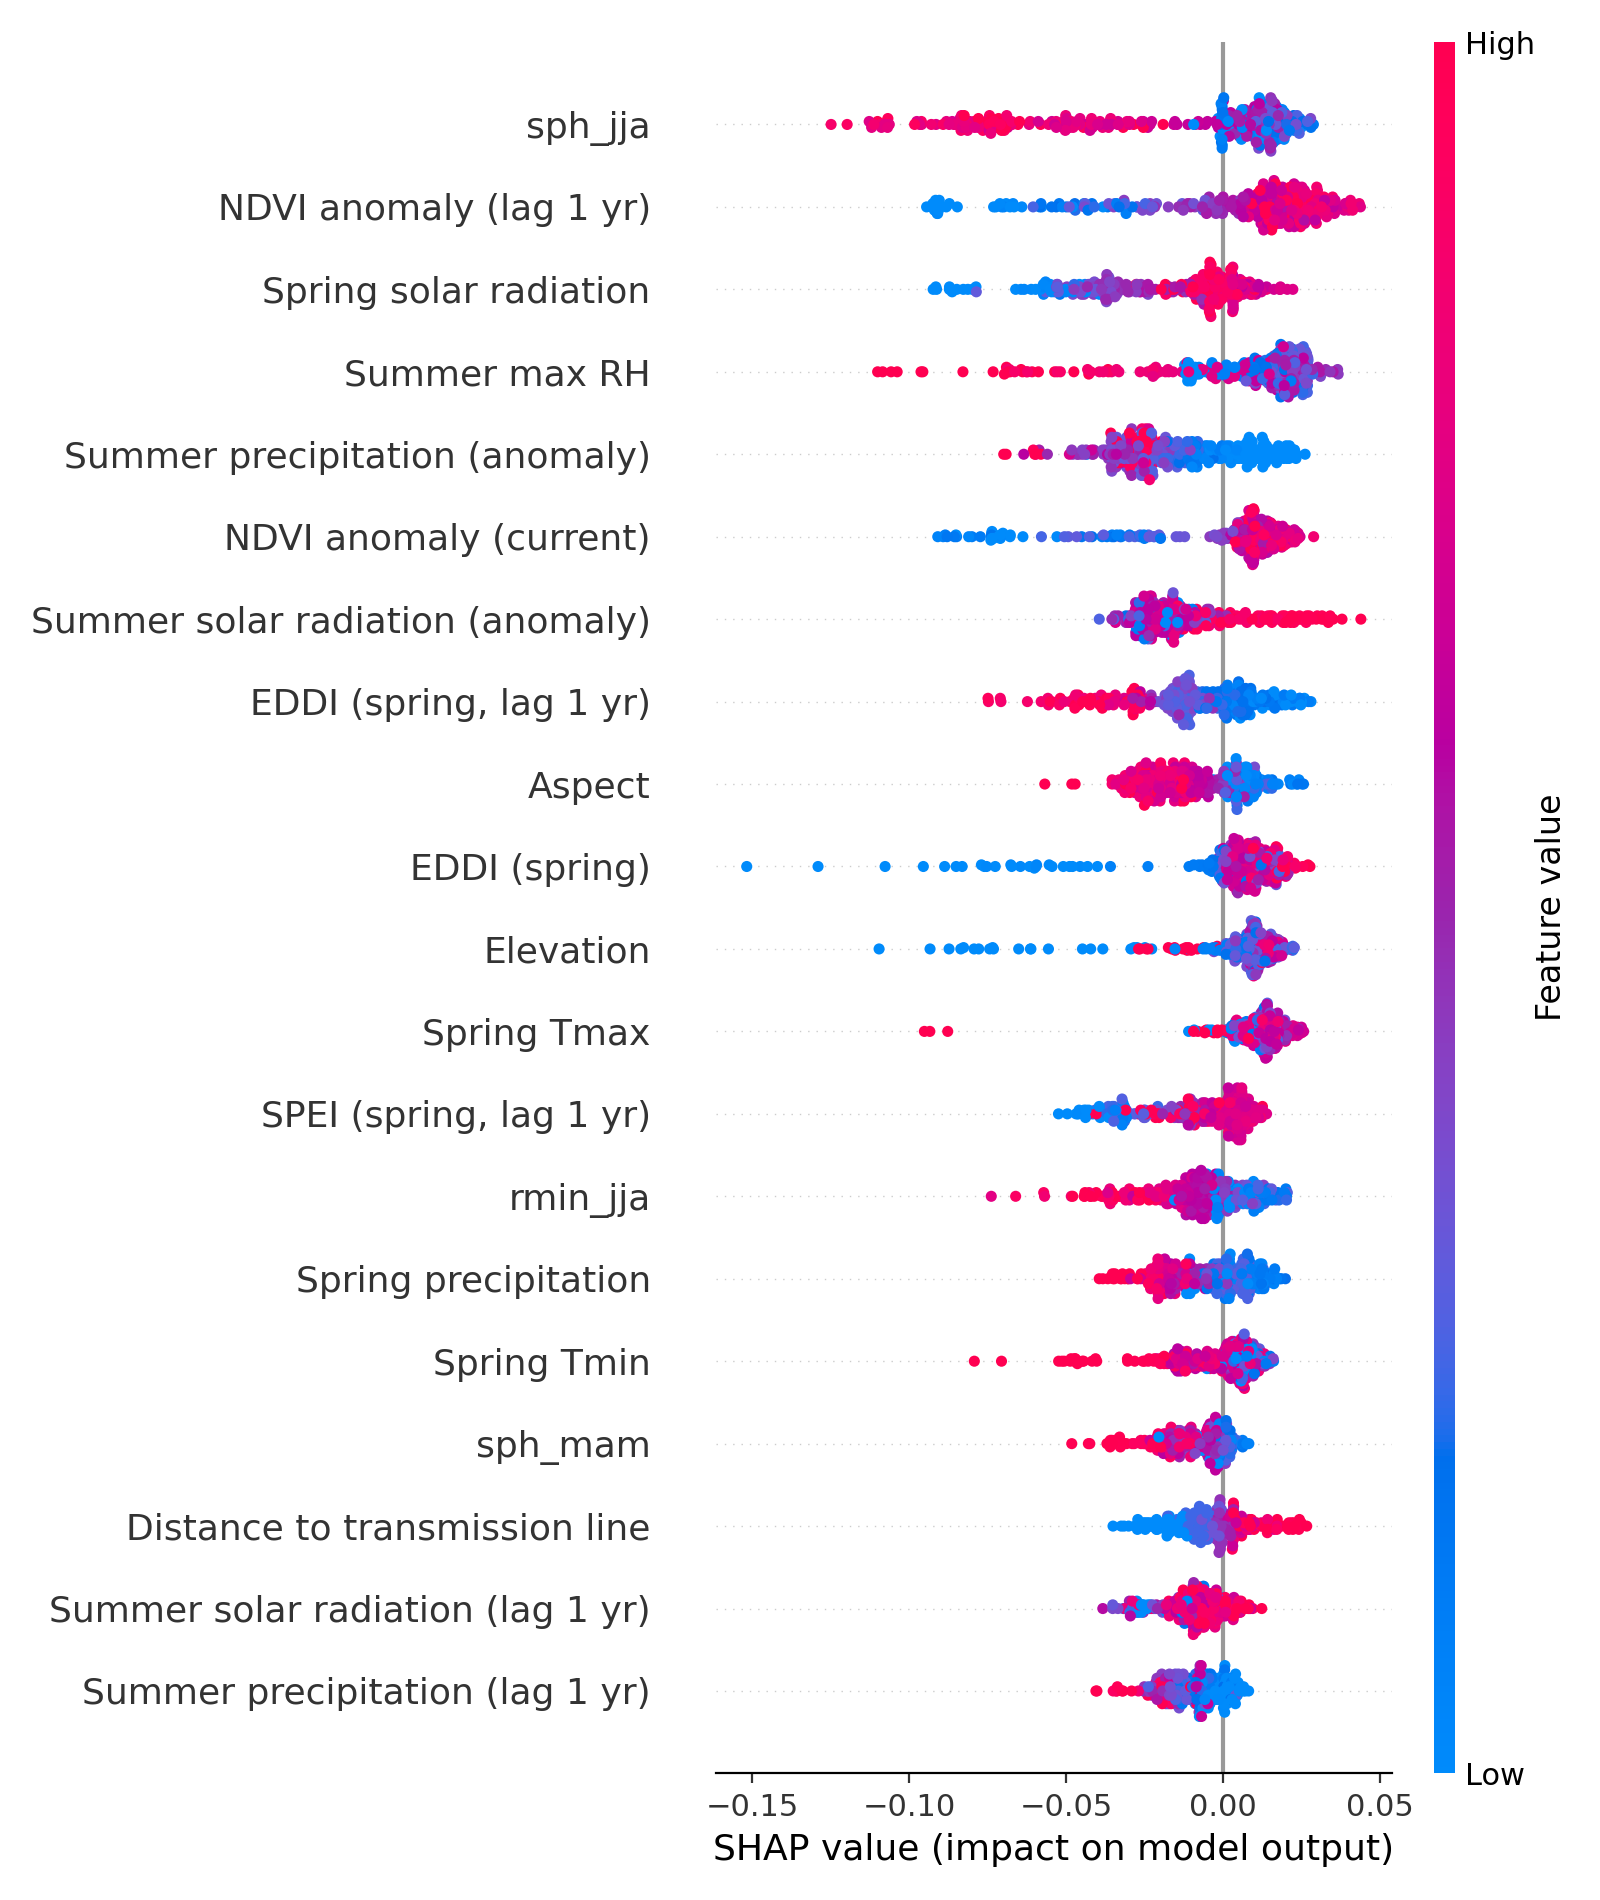 High
sph_jja
NDVI anomaly (lag 1 yr)
Spring solar radiation
Summer max RH
Summer precipitation (anomaly)
NDVI anomaly (current)
Summer solar radiation (anomaly)
EDDI (spring, lag 1 yr)
Aspect
EDDI (spring)
Elevation
Spring Tmax
SPEI (spring, lag 1 yr)
rmin_jja
Spring precipitation
Spring Tmin
sph_mam
Distance to transmission line
Summer solar radiation (lag 1 yr)
Summer precipitation (lag 1 yr)
Feature value
Low
−0.15 −0.10 −0.05 0.00 0.05
SHAP value (impact on model output)